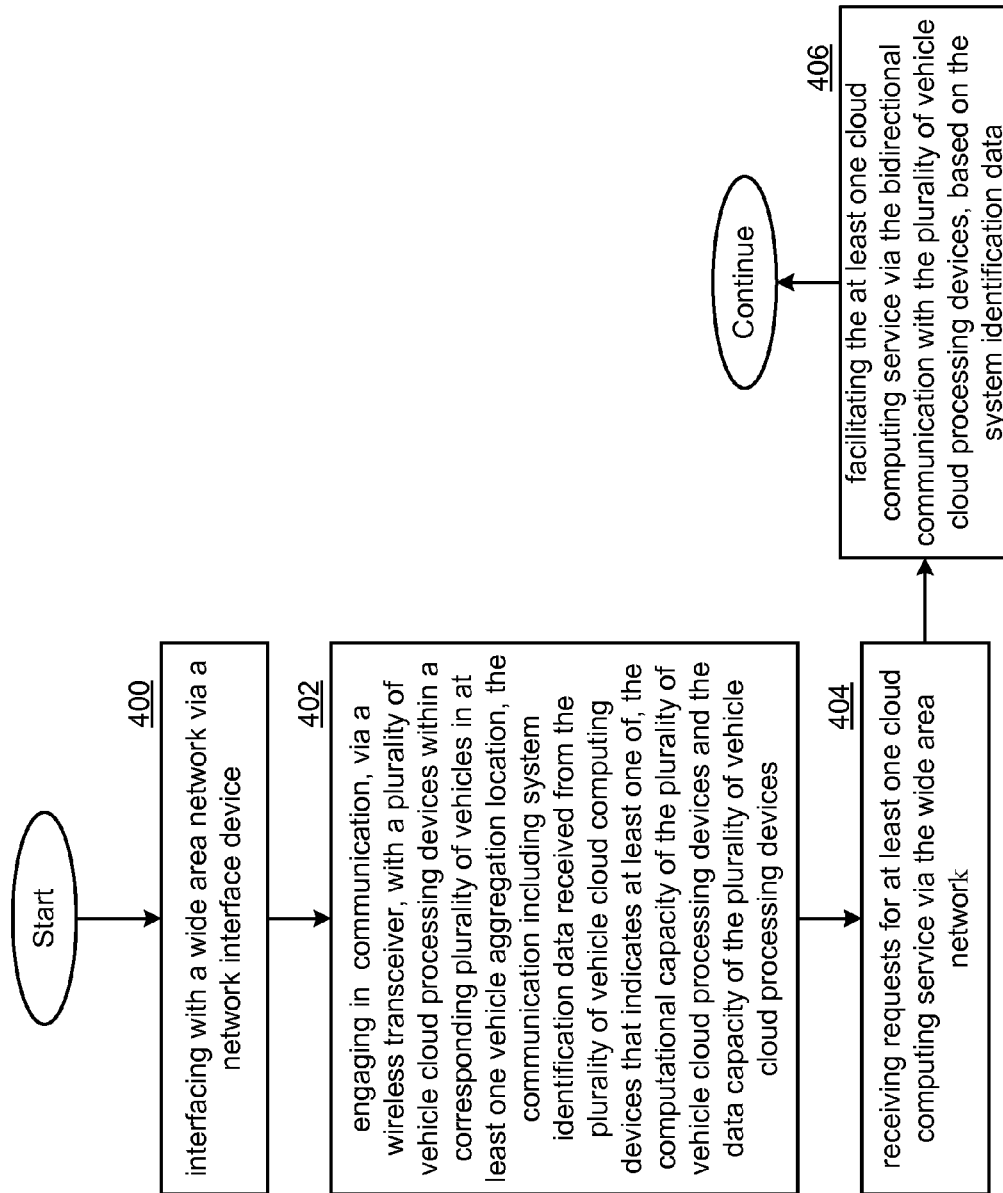 Start
400
interfacing with a wide area network via a
network interface device
402
engaging in communication, via a
wireless transceiver, with a plurality of
vehicle cloud processing devices within a
corresponding plurality of vehicles in at
least one vehicle aggregation location, the
communication including system
identification data received from the
plurality of vehicle cloud computing
devices that indicates at least one of, the
computational capacity of the plurality of
vehicle cloud processing devices and the
data capacity of the plurality of vehicle
cloud processing devices
404
receiving requests for at least one cloud
computing service via the wide area
network
406
facilitating the at least one cloud
computing service via the bidirectional
communication with the plurality of vehicle
cloud processing devices, based on the
system identification data
Continue